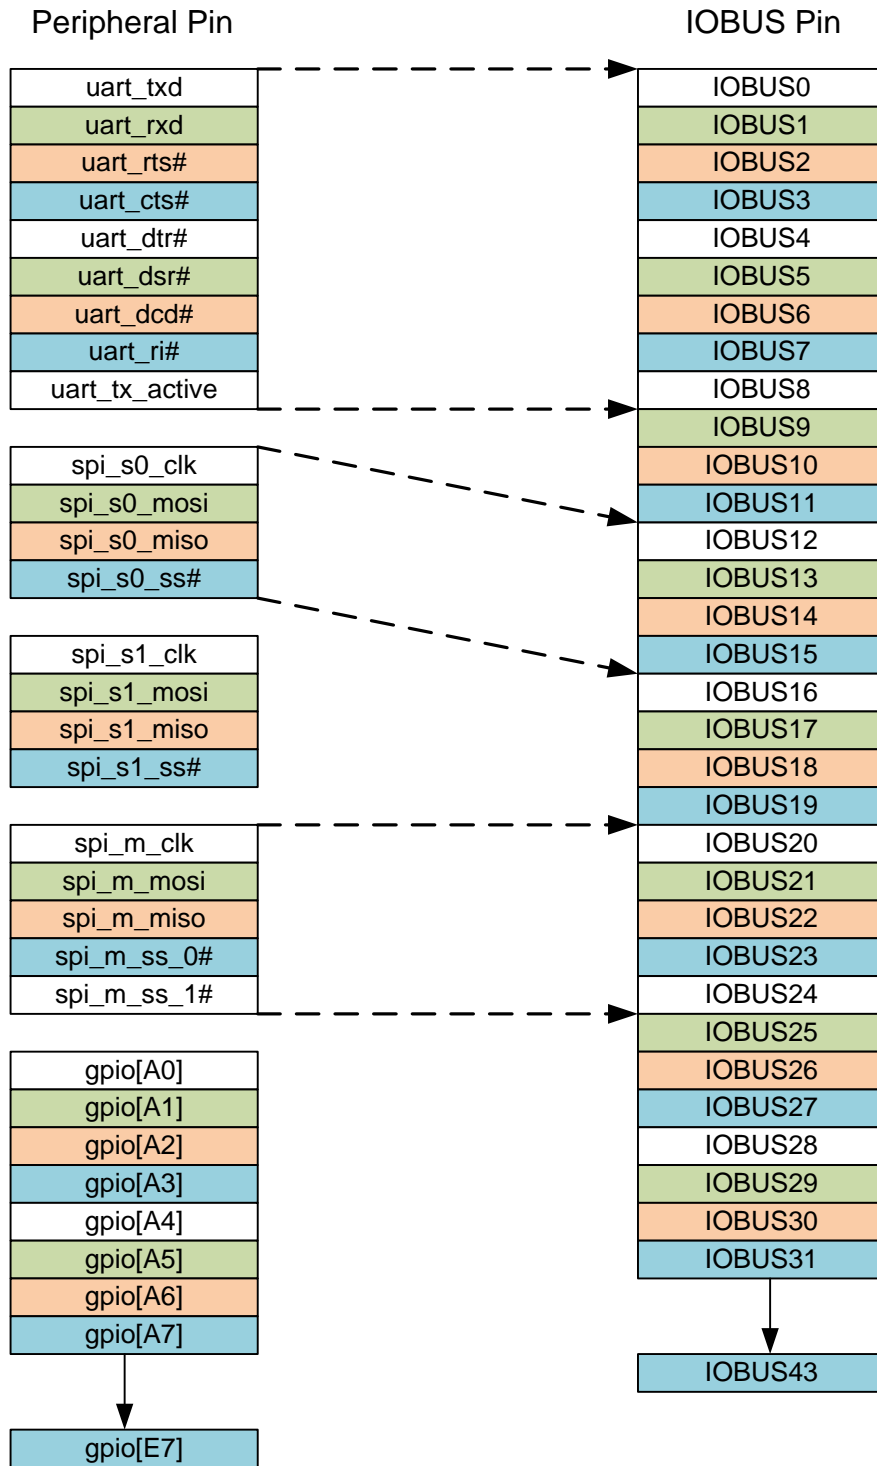 Peripheral Pin
uart_txd
uart_rxd
uart_rts#
uart_cts#
uart_dtr#
uart_dsr#
uart_dcd#
uart_ri#
uart_tx_active
spi_s0_clk
spi_s0_mosi
spi_s0_miso
spi_s0_ss#
spi_s1_clk
spi_s1_mosi
spi_s1_miso
spi_s1_ss#
spi_m_clk
spi_m_mosi
spi_m_miso
spi_m_ss_0#
spi_m_ss_1#
gpio[A0]
gpio[A1]
gpio[A2]
gpio[A3]
gpio[A4]
gpio[A5]
gpio[A6]
gpio[A7]
gpio[E7]
IOBUS Pin
IOBUS0
IOBUS1
IOBUS2
IOBUS3
IOBUS4
IOBUS5
IOBUS6
IOBUS7
IOBUS8
IOBUS9
IOBUS10
IOBUS11
IOBUS12
IOBUS13
IOBUS14
IOBUS15
IOBUS16
IOBUS17
IOBUS18
IOBUS19
IOBUS20
IOBUS21
IOBUS22
IOBUS23
IOBUS24
IOBUS25
IOBUS26
IOBUS27
IOBUS28
IOBUS29
IOBUS30
IOBUS31
IOBUS43